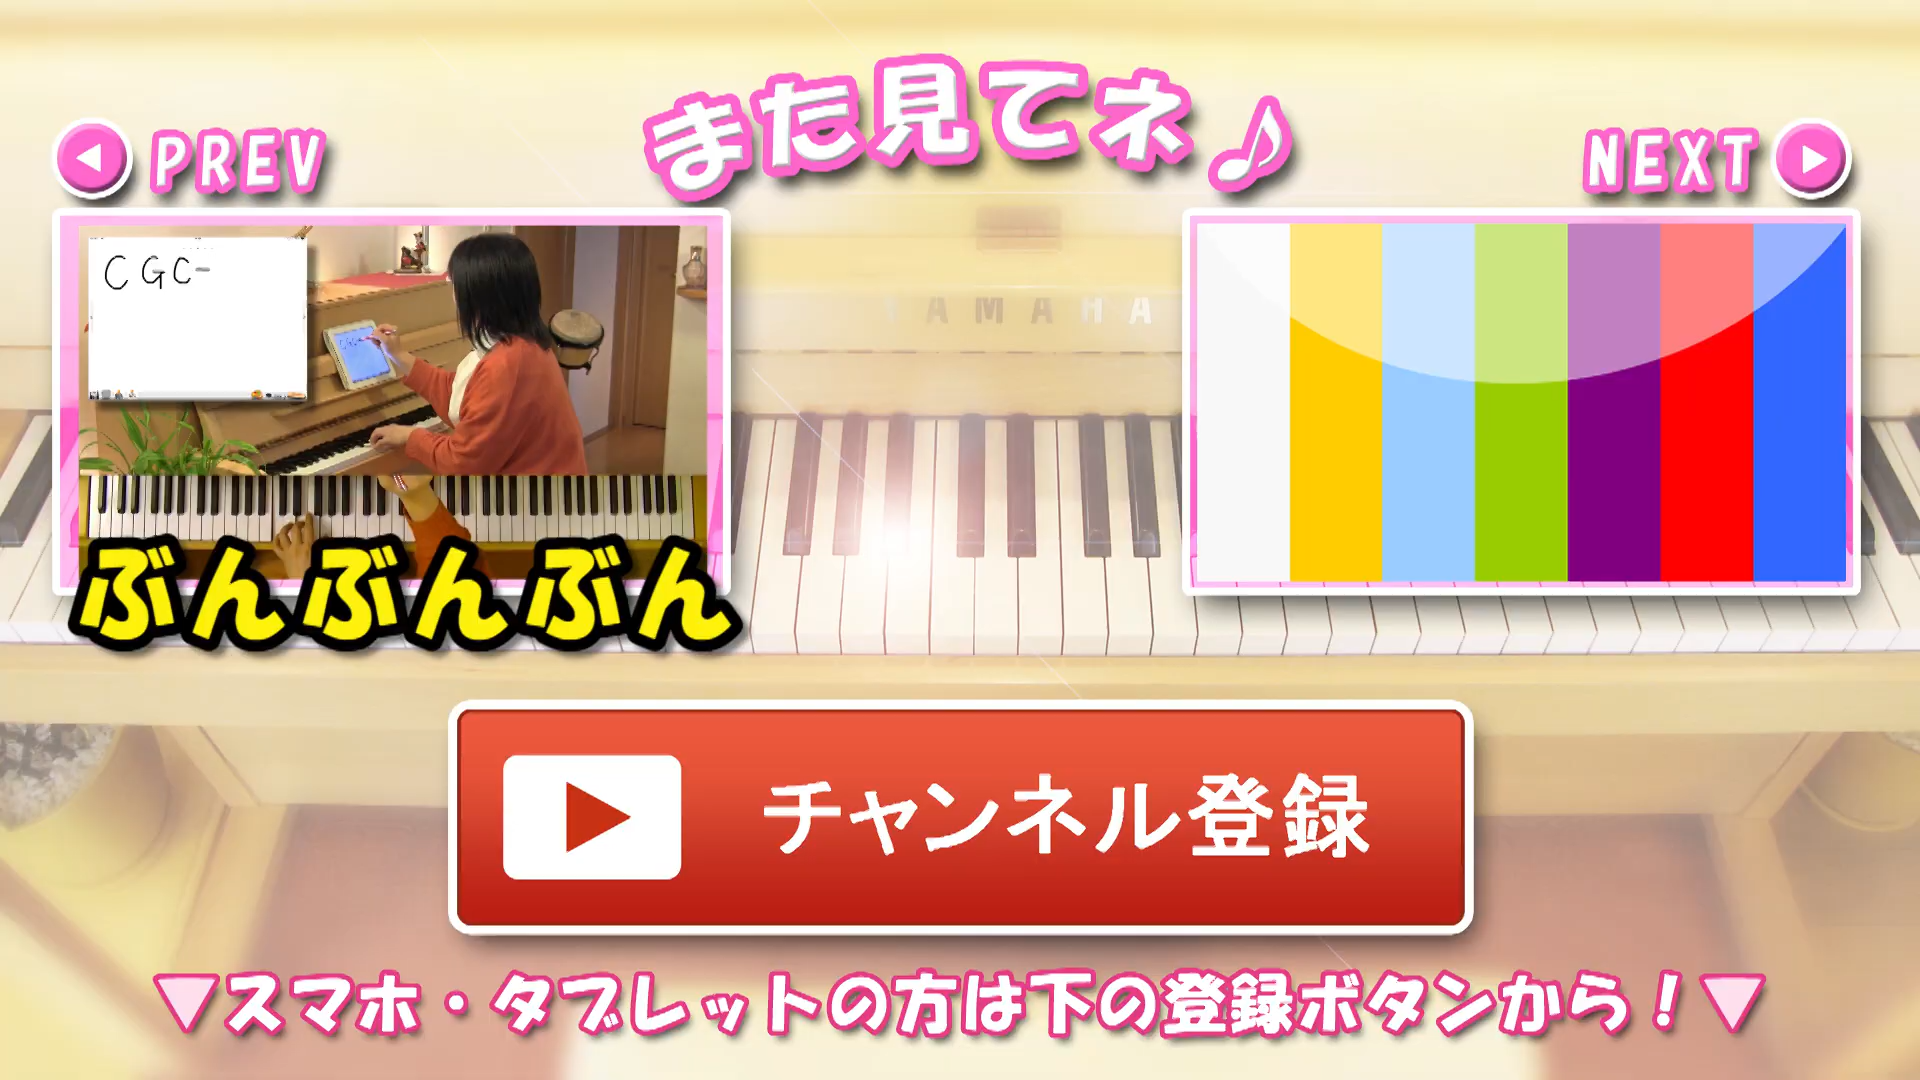 また見てネ♪
PREV
NEXT
C G C-
YAMAHA
ぶんぶんぶん
チャンネル登録
▽スマホ・タブレットの方は下の登録ボタンから！▽